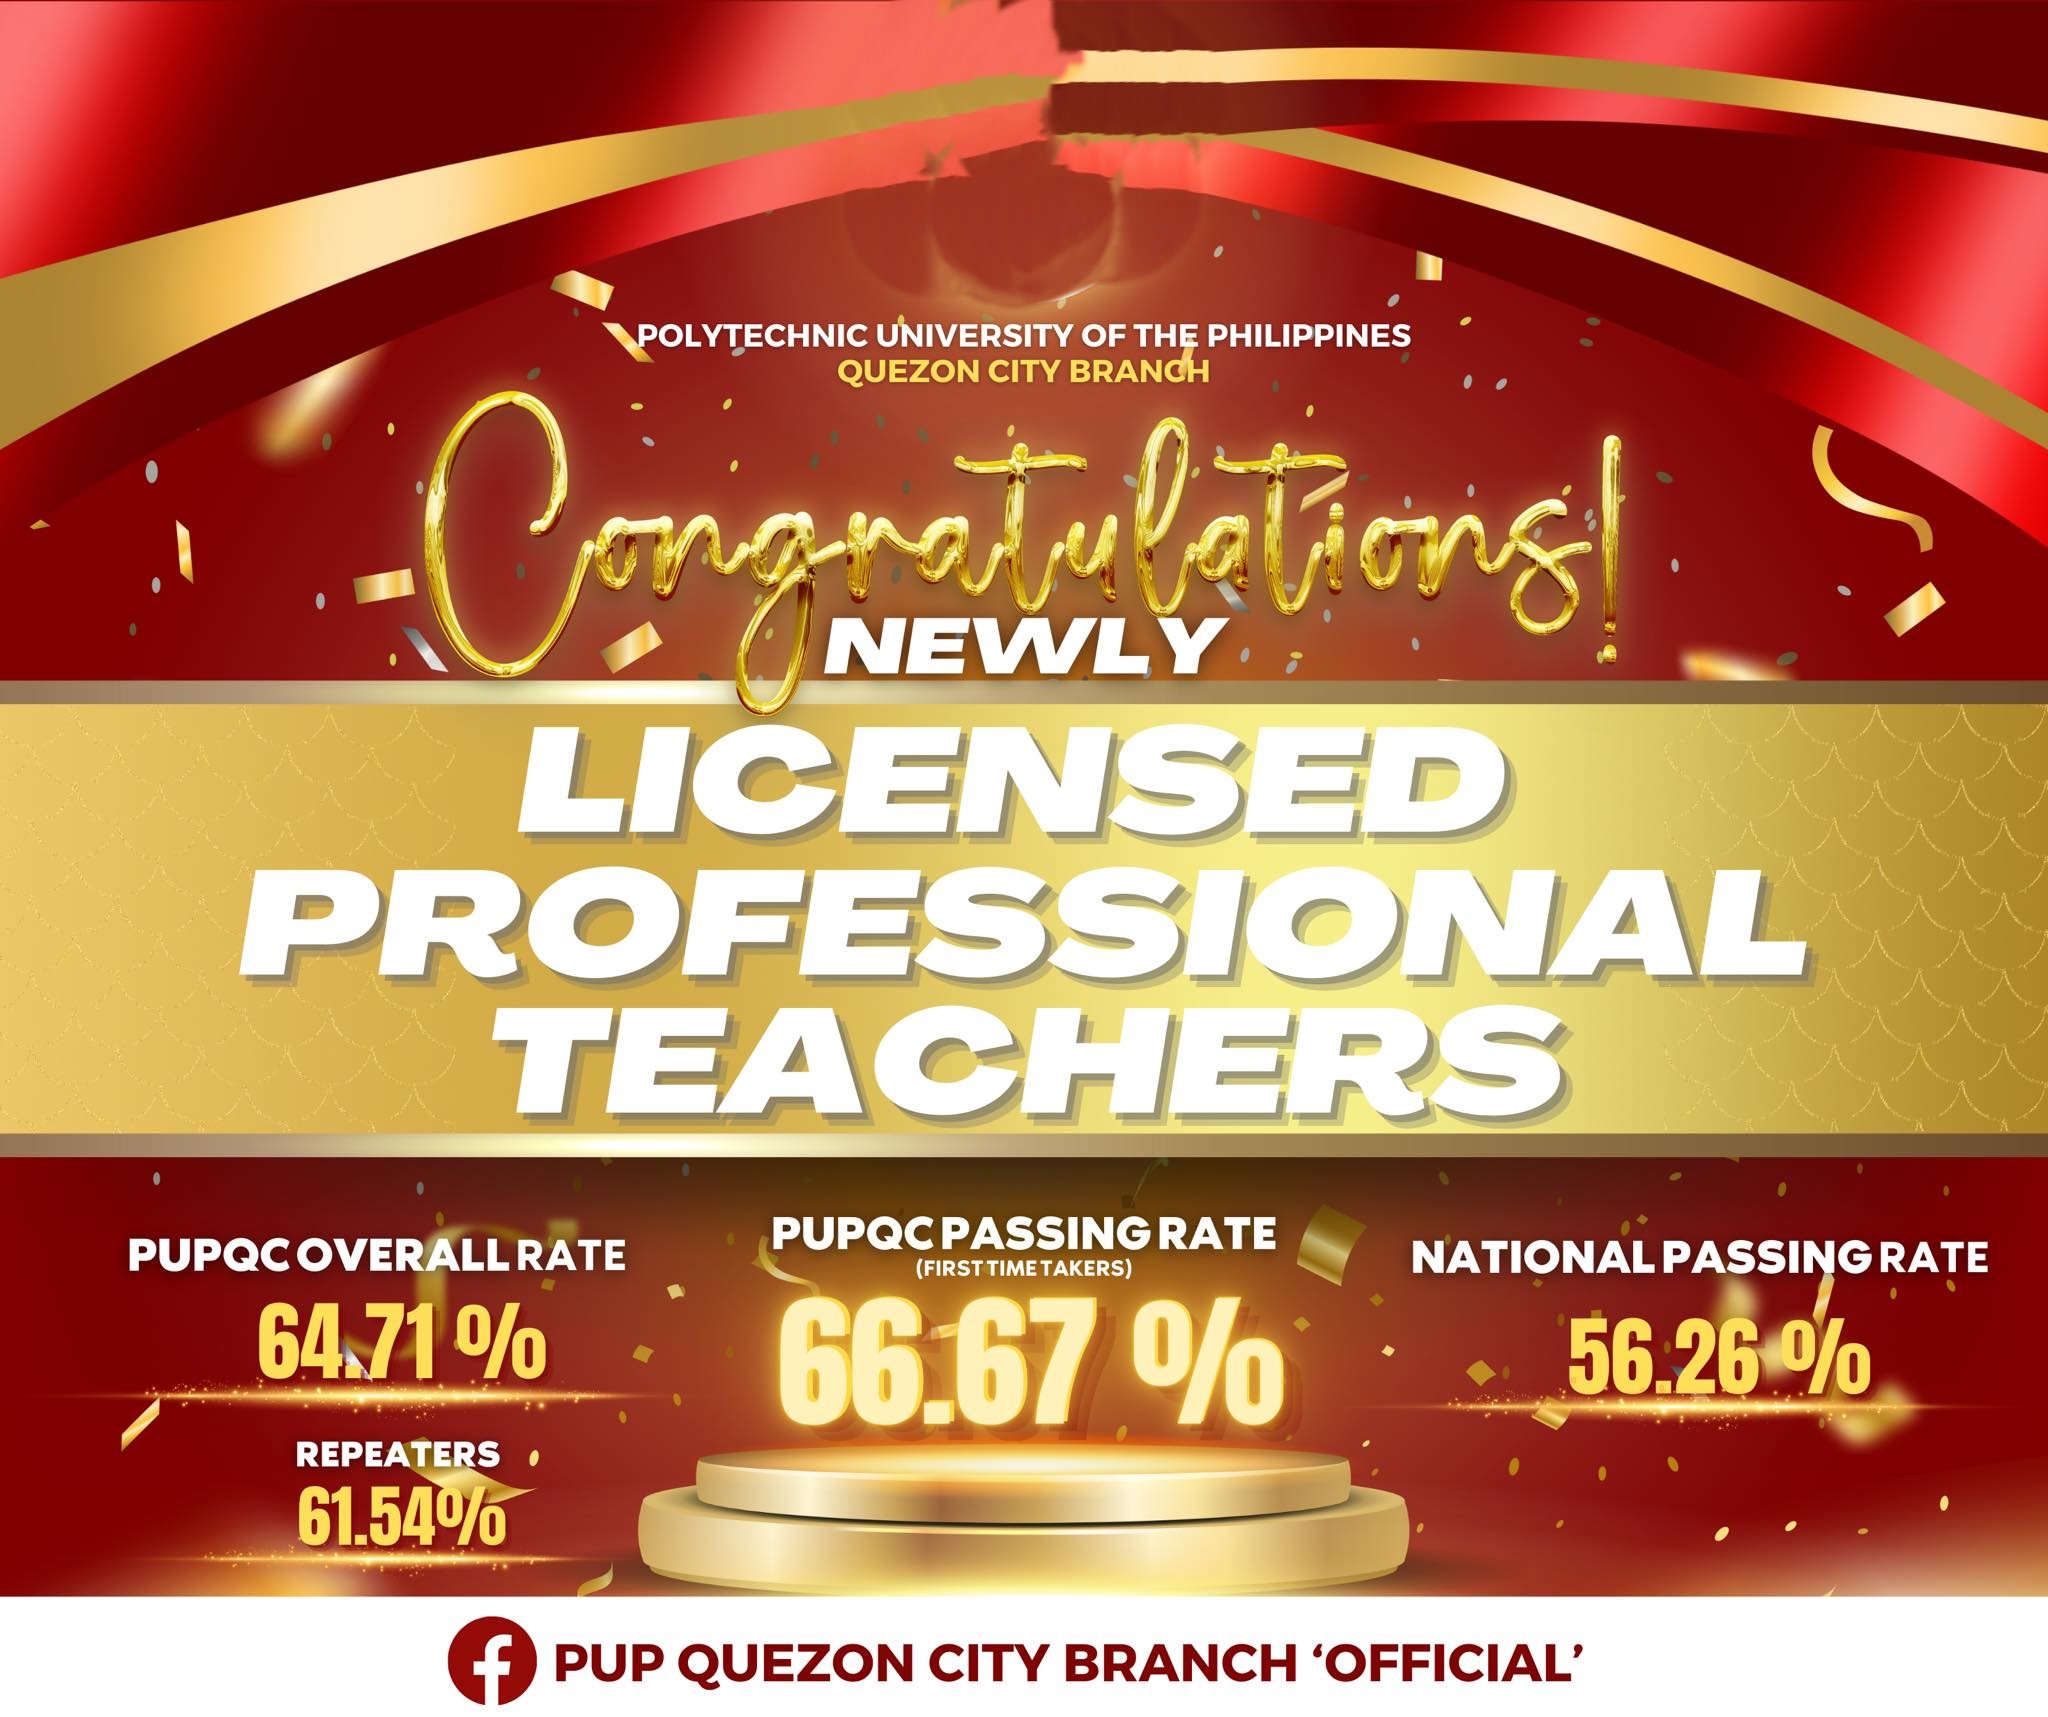 POLYTECHNIC UNIVERSITY OF THE PHILIPPINES
QUEZON CITY BRANCH
Congratulations!
NEWLY
LICENSED
PROFESSIONAL
TEACHERS
PUPQC OVERALL RATE
64.71 %
REPEATERS
61.54%
PUPQC PASSING RATE
(FIRST TIME TAKERS)
66.67 %
NATIONAL PASSING RATE
56.26 %
PUP QUEZON CITY BRANCH ‘OFFICIAL’